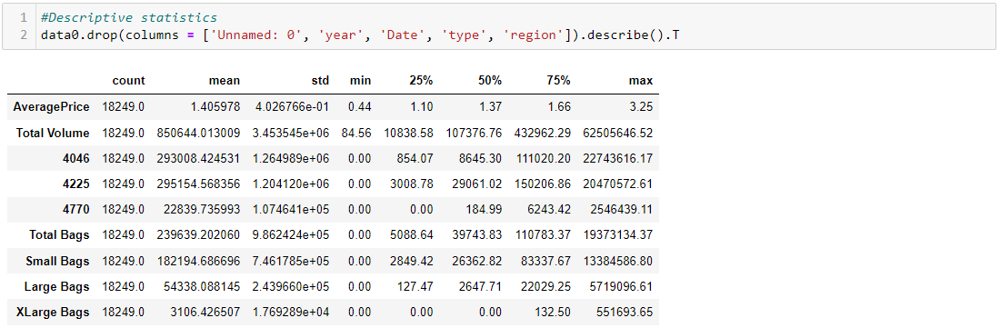 1 #Descriptive statistics
2 data0.drop(columns = ['Unnamed: 0', 'year', 'Date', 'type', 'region']).describe().T
count mean std min 25% 50% 75% max
AveragePrice 18249.0 1.405978 4.026766e-01 0.44 1.10 1.37 1.66 3.25
Total Volume 18249.0 850644.013009 3.453545e+06 84.56 10838.58 107376.76 432962.29 62505646.52
4046 18249.0 293008.424531 1.264989e+06 0.00 854.07 8645.30 111020.20 22743616.17
4225 18249.0 295154.568356 1.204120e+06 0.00 3008.78 29061.02 150206.86 20470572.61
4770 18249.0 22839.735993 1.074641e+05 0.00 0.00 184.99 6243.42 2546439.11
Total Bags 18249.0 239639.202060 9.862424e+05 0.00 5088.64 39743.83 110783.37 19373134.37
Small Bags 18249.0 182194.686696 7.461785e+05 0.00 2849.42 26362.82 83337.67 13384586.80
Large Bags 18249.0 54338.088145 2.439660e+05 0.00 127.47 2647.71 22029.25 5719096.61
XLarge Bags 18249.0 3106.426507 1.769289e+04 0.00 0.00 0.00 132.50 551693.65